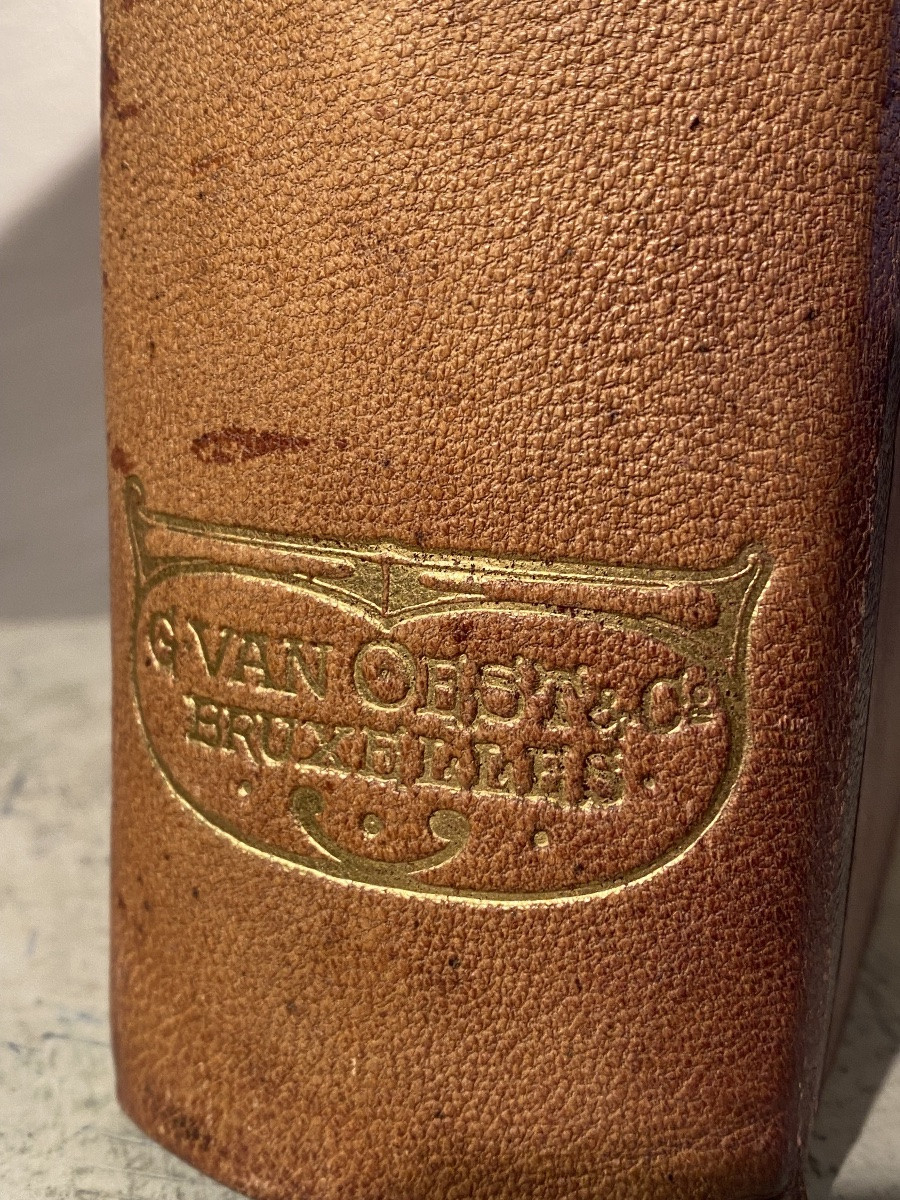 G. VAN OEST & Cº
BRUXELLES.